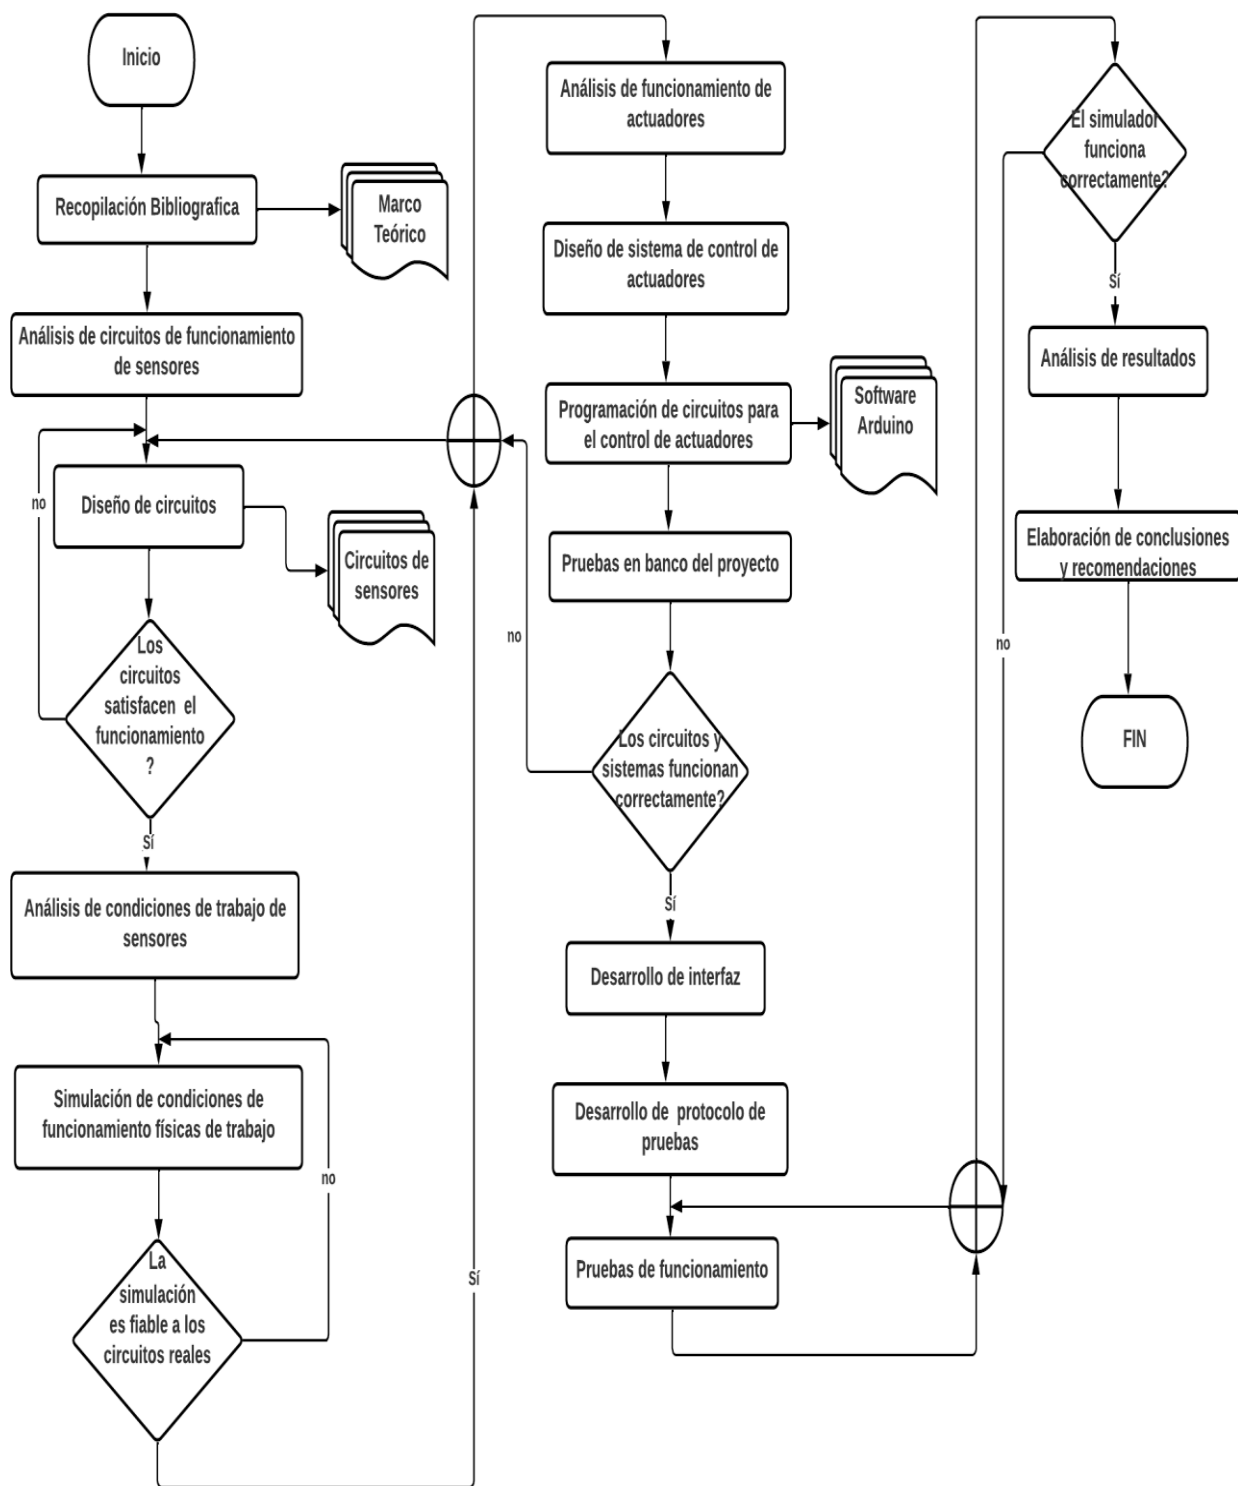 Inicio
Recopilación Bibliografica
Marco
Teórico
Análisis de circuitos de funcionamiento
de sensores
Diseño de circuitos
no
Circuitos de
sensores
Los
circuitos
satisfacen el
funcionamiento
?
Sí
Análisis de condiciones de trabajo de
sensores
Simulación de condiciones de
funcionamiento físicas de trabajo
no
La
simulación
es fiable a los
circuitos reales
Sí
Análisis de funcionamiento de
actuadores
Diseño de sistema de control de
actuadores
Programación de circuitos para
el control de actuadores
Software
Arduino
Pruebas en banco del proyecto
no
Los circuitos y
sistemas funcionan
correctamente?
Sí
Desarrollo de interfaz
Desarrollo de protocolo de
pruebas
Pruebas de funcionamiento
El simulador
funciona
correctamente?
no
Sí
Análisis de resultados
Elaboración de conclusiones
y recomendaciones
FIN